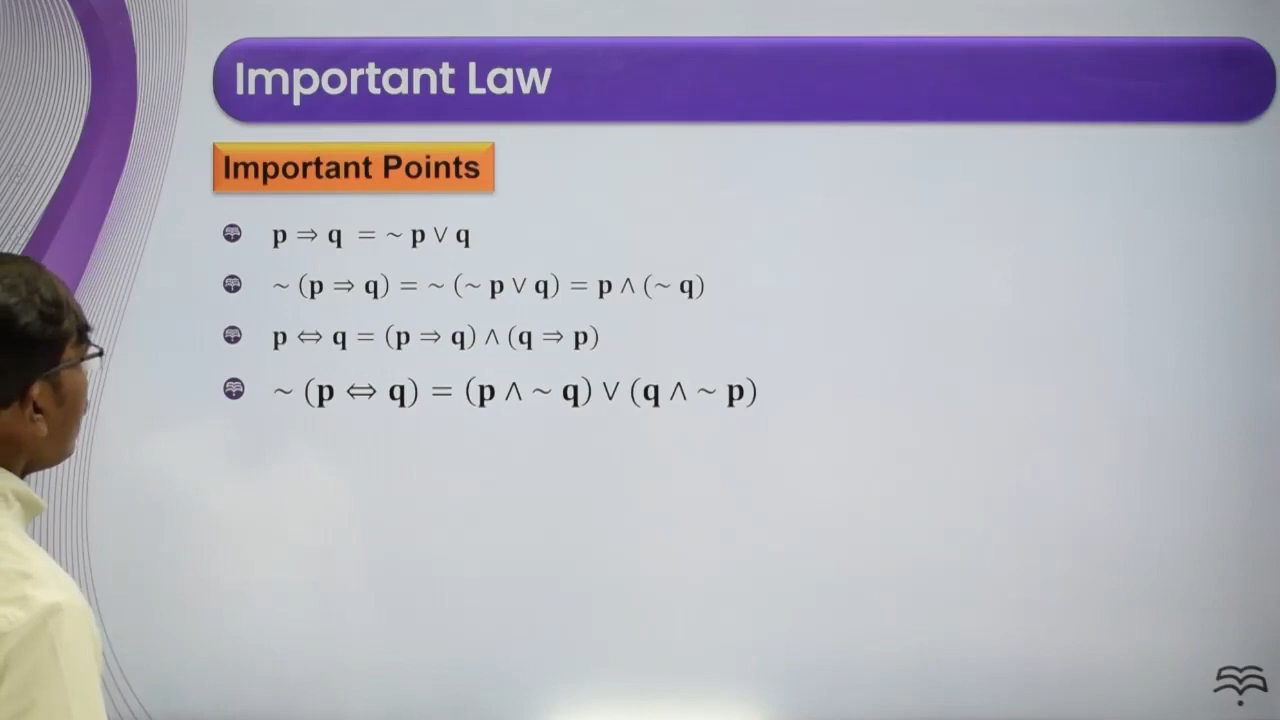 Important Law
Important Points
p ⇒ q = ~ p ∨ q
~ (p ⇒ q) = ~ (~ p ∨ q) = p ∧ (~ q)
p ⇔ q = (p ⇒ q) ∧ (q ⇒ p)
~ (p ⇔ q) = (p ∧ ~ q) ∨ (q ∧ ~ p)